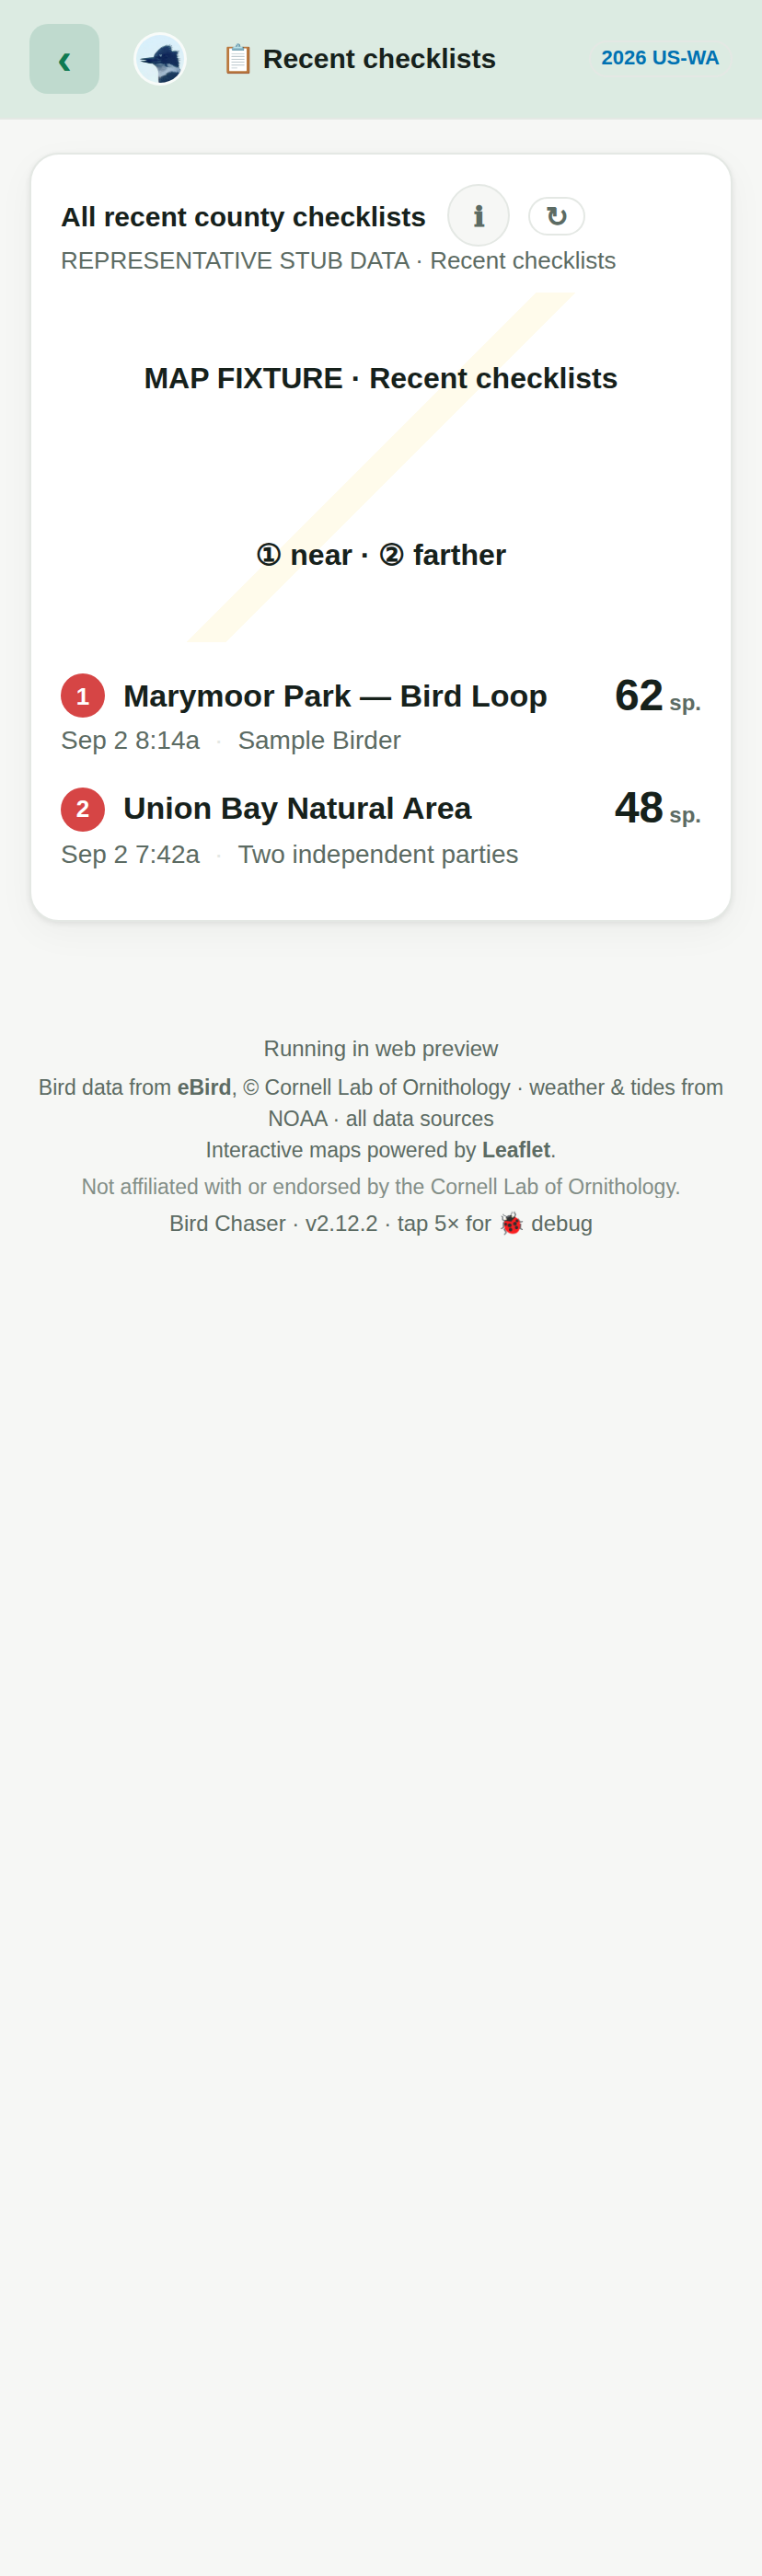 ‹ 📋 Recent checklists 2026 US-WA
All recent county checklists ℹ ↻
REPRESENTATIVE STUB DATA · Recent checklists
MAP FIXTURE · Recent checklists
① near · ② farther
1 Marymoor Park — Bird Loop 62 sp.
Sep 2 8:14a · Sample Birder
2 Union Bay Natural Area 48 sp.
Sep 2 7:42a · Two independent parties
Running in web preview
Bird data from eBird, © Cornell Lab of Ornithology · weather & tides from
NOAA · all data sources
Interactive maps powered by Leaflet.
Not affiliated with or endorsed by the Cornell Lab of Ornithology.
Bird Chaser · v2.12.2 · tap 5× for 🐞 debug